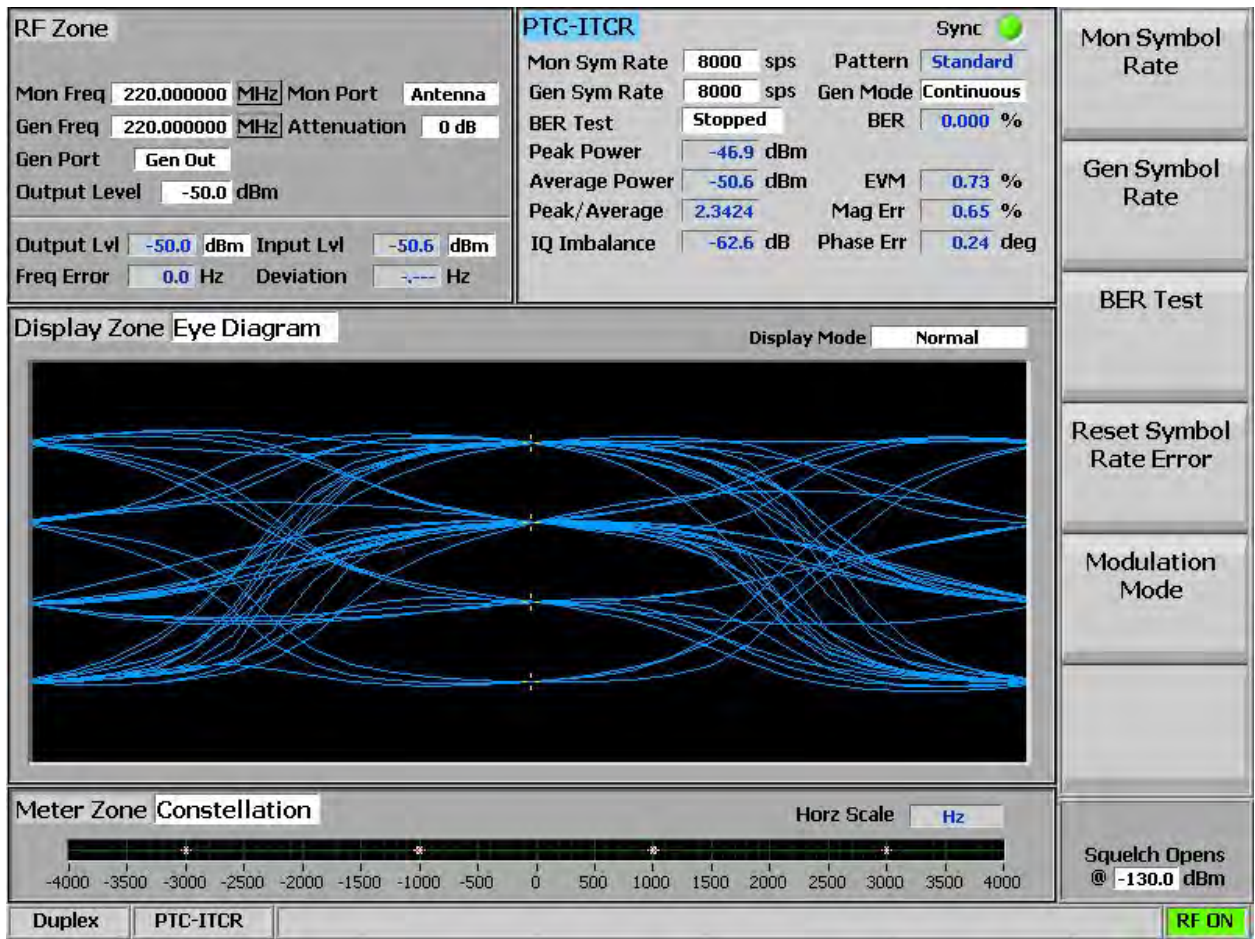 RF Zone
Mon Freq 220.000000 MHz Mon Port Antenna
Gen Freq 220.000000 MHz Attenuation 0 dB
Gen Port Gen Out
Output Level -50.0 dBm
Output Lvl -50.0 dBm Input Lvl -50.6 dBm
Freq Error 0.0 Hz Deviation -.--- Hz
PTC-ITCR Sync
Mon Sym Rate 8000 sps Pattern Standard
Gen Sym Rate 8000 sps Gen Mode Continuous
BER Test Stopped BER 0.000 %
Peak Power -46.9 dBm
Average Power -50.6 dBm EVM 0.73 %
Peak/Average 2.3424 Mag Err 0.65 %
IQ Imbalance -62.6 dB Phase Err 0.24 deg
Display Zone Eye Diagram
Display Mode Normal
Meter Zone Constellation
Horz Scale Hz
-4000 -3500 -3000 -2500 -2000 -1500 -1000 -500 0 500 1000 1500 2000 2500 3000 3500 4000
Mon Symbol
Rate
Gen Symbol
Rate
BER Test
Reset Symbol
Rate Error
Modulation
Mode
Squelch Opens
@ -130.0 dBm
Duplex PTC-ITCR RF ON